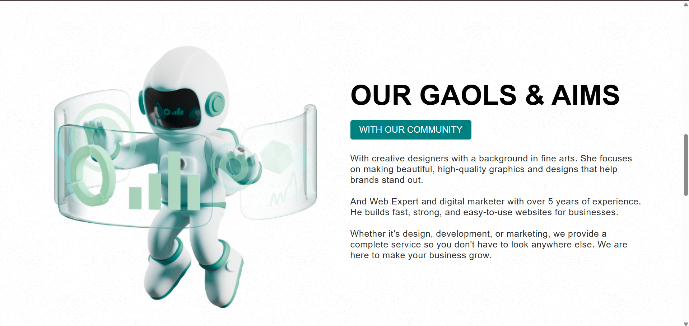 OUR GAOLS & AIMS
WITH OUR COMMUNITY
With creative designers with a background in fine arts. She focuses
on making beautiful, high-quality graphics and designs that help
brands stand out.
And Web Expert and digital marketer with over 5 years of experience.
He builds fast, strong, and easy-to-use websites for businesses.
Whether it's design, development, or marketing, we provide a
complete service so you don't have to look anywhere else. We are
here to make your business grow.